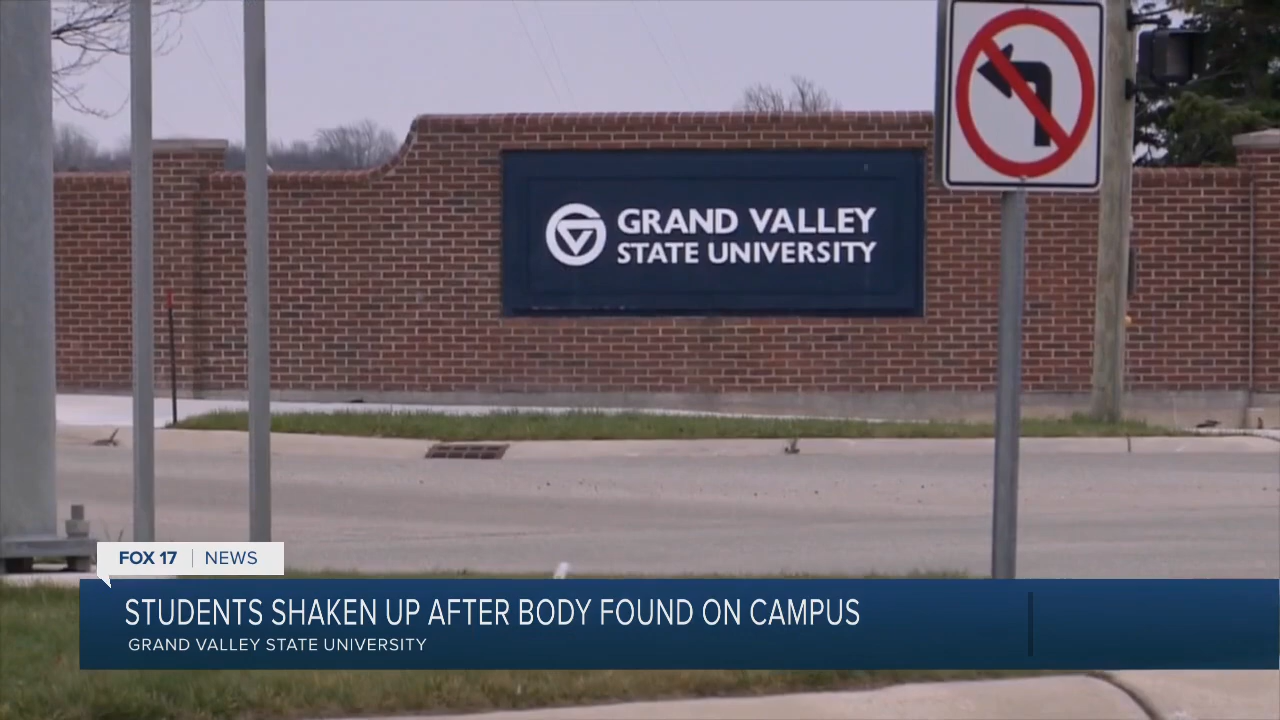 GRAND VALLEY
STATE UNIVERSITY
FOX 17 | NEWS
STUDENTS SHAKEN UP AFTER BODY FOUND ON CAMPUS
GRAND VALLEY STATE UNIVERSITY